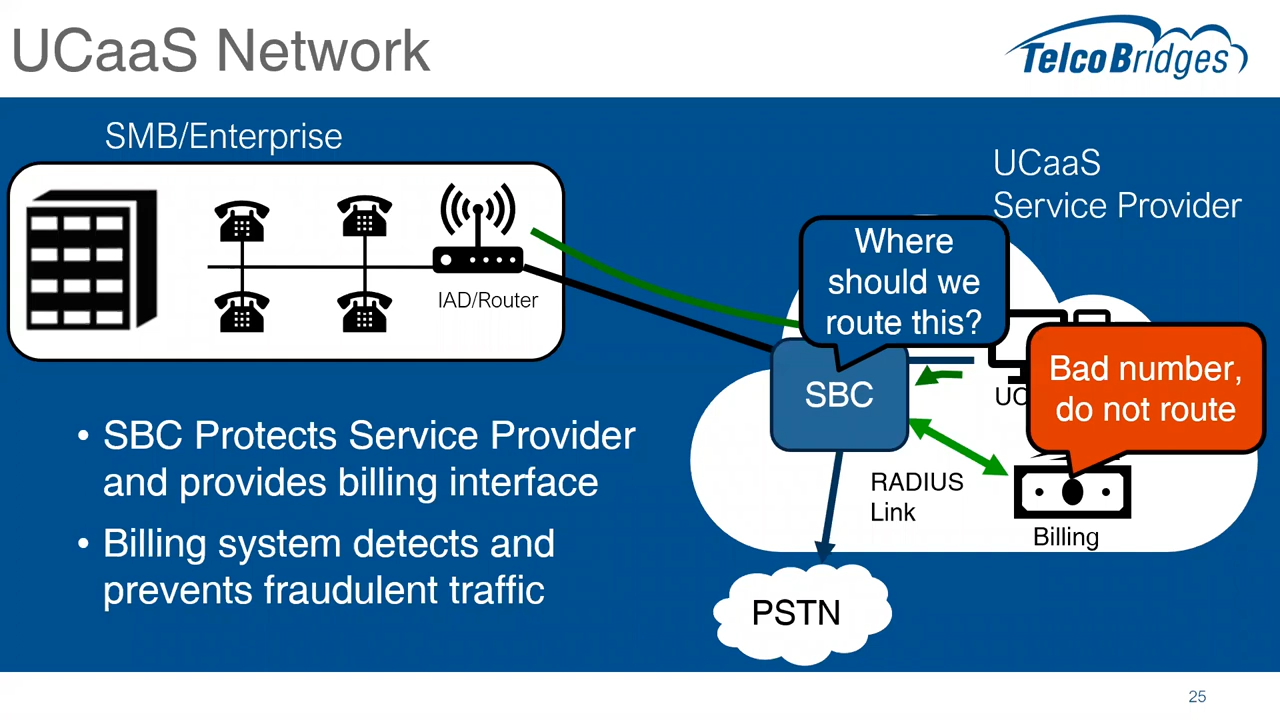 UCaaS Network
TelcoBridges
SMB/Enterprise
IAD/Router
UCaaS
Service Provider
Where
should we
route this?
Bad number,
do not route
SBC
UC
RADIUS
Link
Billing
PSTN
• SBC Protects Service Provider
and provides billing interface
• Billing system detects and
prevents fraudulent traffic
25